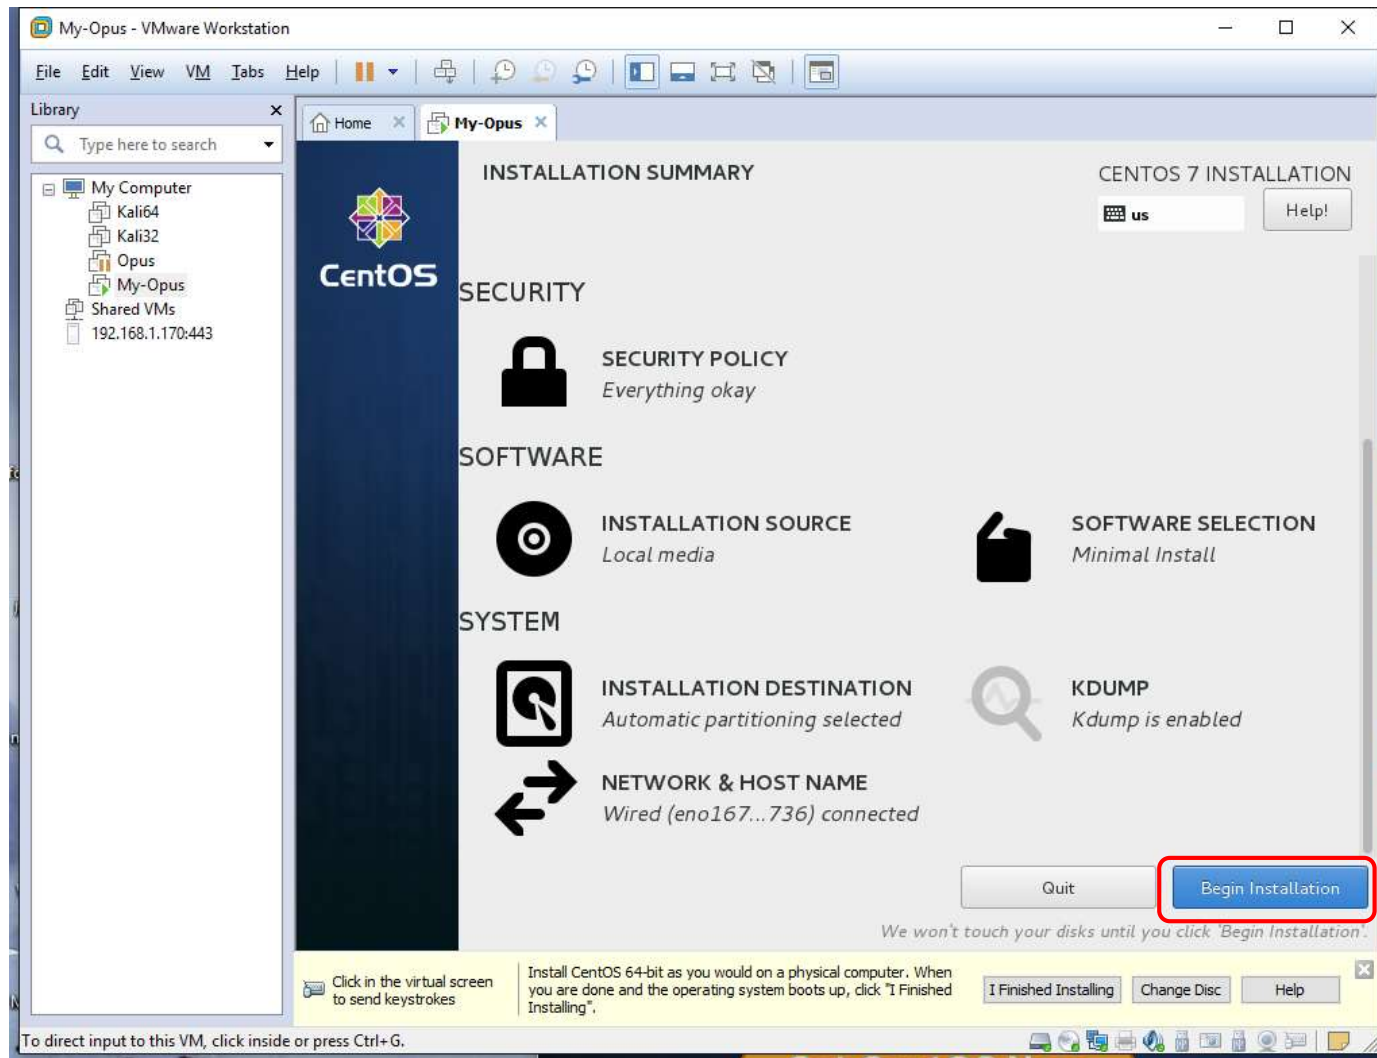 My-Opus - VMware Workstation
File Edit View VM Tabs Help
Library
Type here to search
My Computer
Kali64
Kali32
Opus
My-Opus
Shared VMs
192.168.1.170:443
Home
My-Opus
CentOS
INSTALLATION SUMMARY
CENTOS 7 INSTALLATION
us
Help!
SECURITY
SECURITY POLICY
Everything okay
SOFTWARE
INSTALLATION SOURCE
Local media
SOFTWARE SELECTION
Minimal Install
SYSTEM
INSTALLATION DESTINATION
Automatic partitioning selected
KDUMP
Kdump is enabled
NETWORK & HOST NAME
Wired (eno167...736) connected
Quit
Begin Installation
We won't touch your disks until you click 'Begin Installation'.
Click in the virtual screen
to send keystrokes
Install CentOS 64-bit as you would on a physical computer. When
you are done and the operating system boots up, click "I Finished
Installing".
I Finished Installing
Change Disc
Help
To direct input to this VM, click inside or press Ctrl+G.